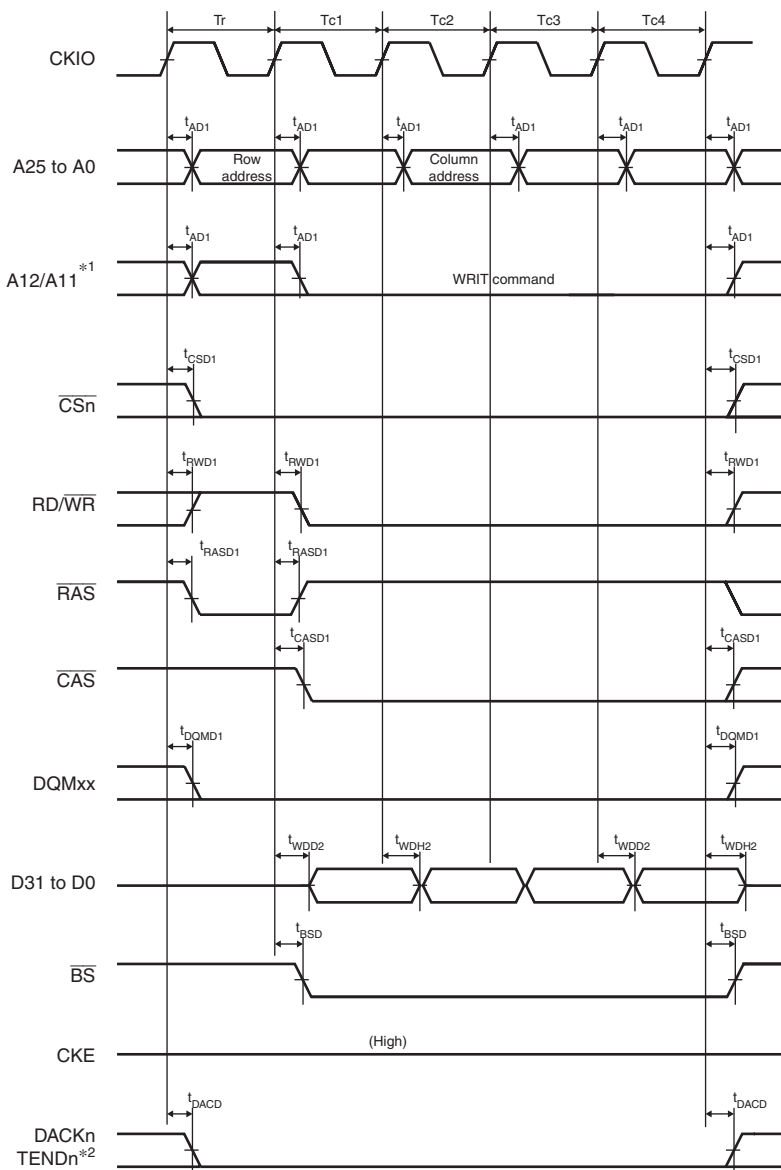 Tr Tc1 Tc2 Tc3 Tc4
CKIO
tAD1 tAD1 tAD1 tAD1 tAD1 tAD1
A25 to A0
Row address
Column address
tAD1 tAD1 tAD1
A12/A11*1
WRIT command
tCSD1 tCSD1
CSn
tRWD1 tRWD1 tRWD1
RD/WR
tRASD1 tRASD1
RAS
tCASD1 tCASD1
CAS
tDQMD1 tDQMD1
DQMxx
tWDD2 tWDH2 tWDD2 tWDH2
D31 to D0
tBSD tBSD
BS
(High)
CKE
tDACD tDACD
DACKn
TENDn*2